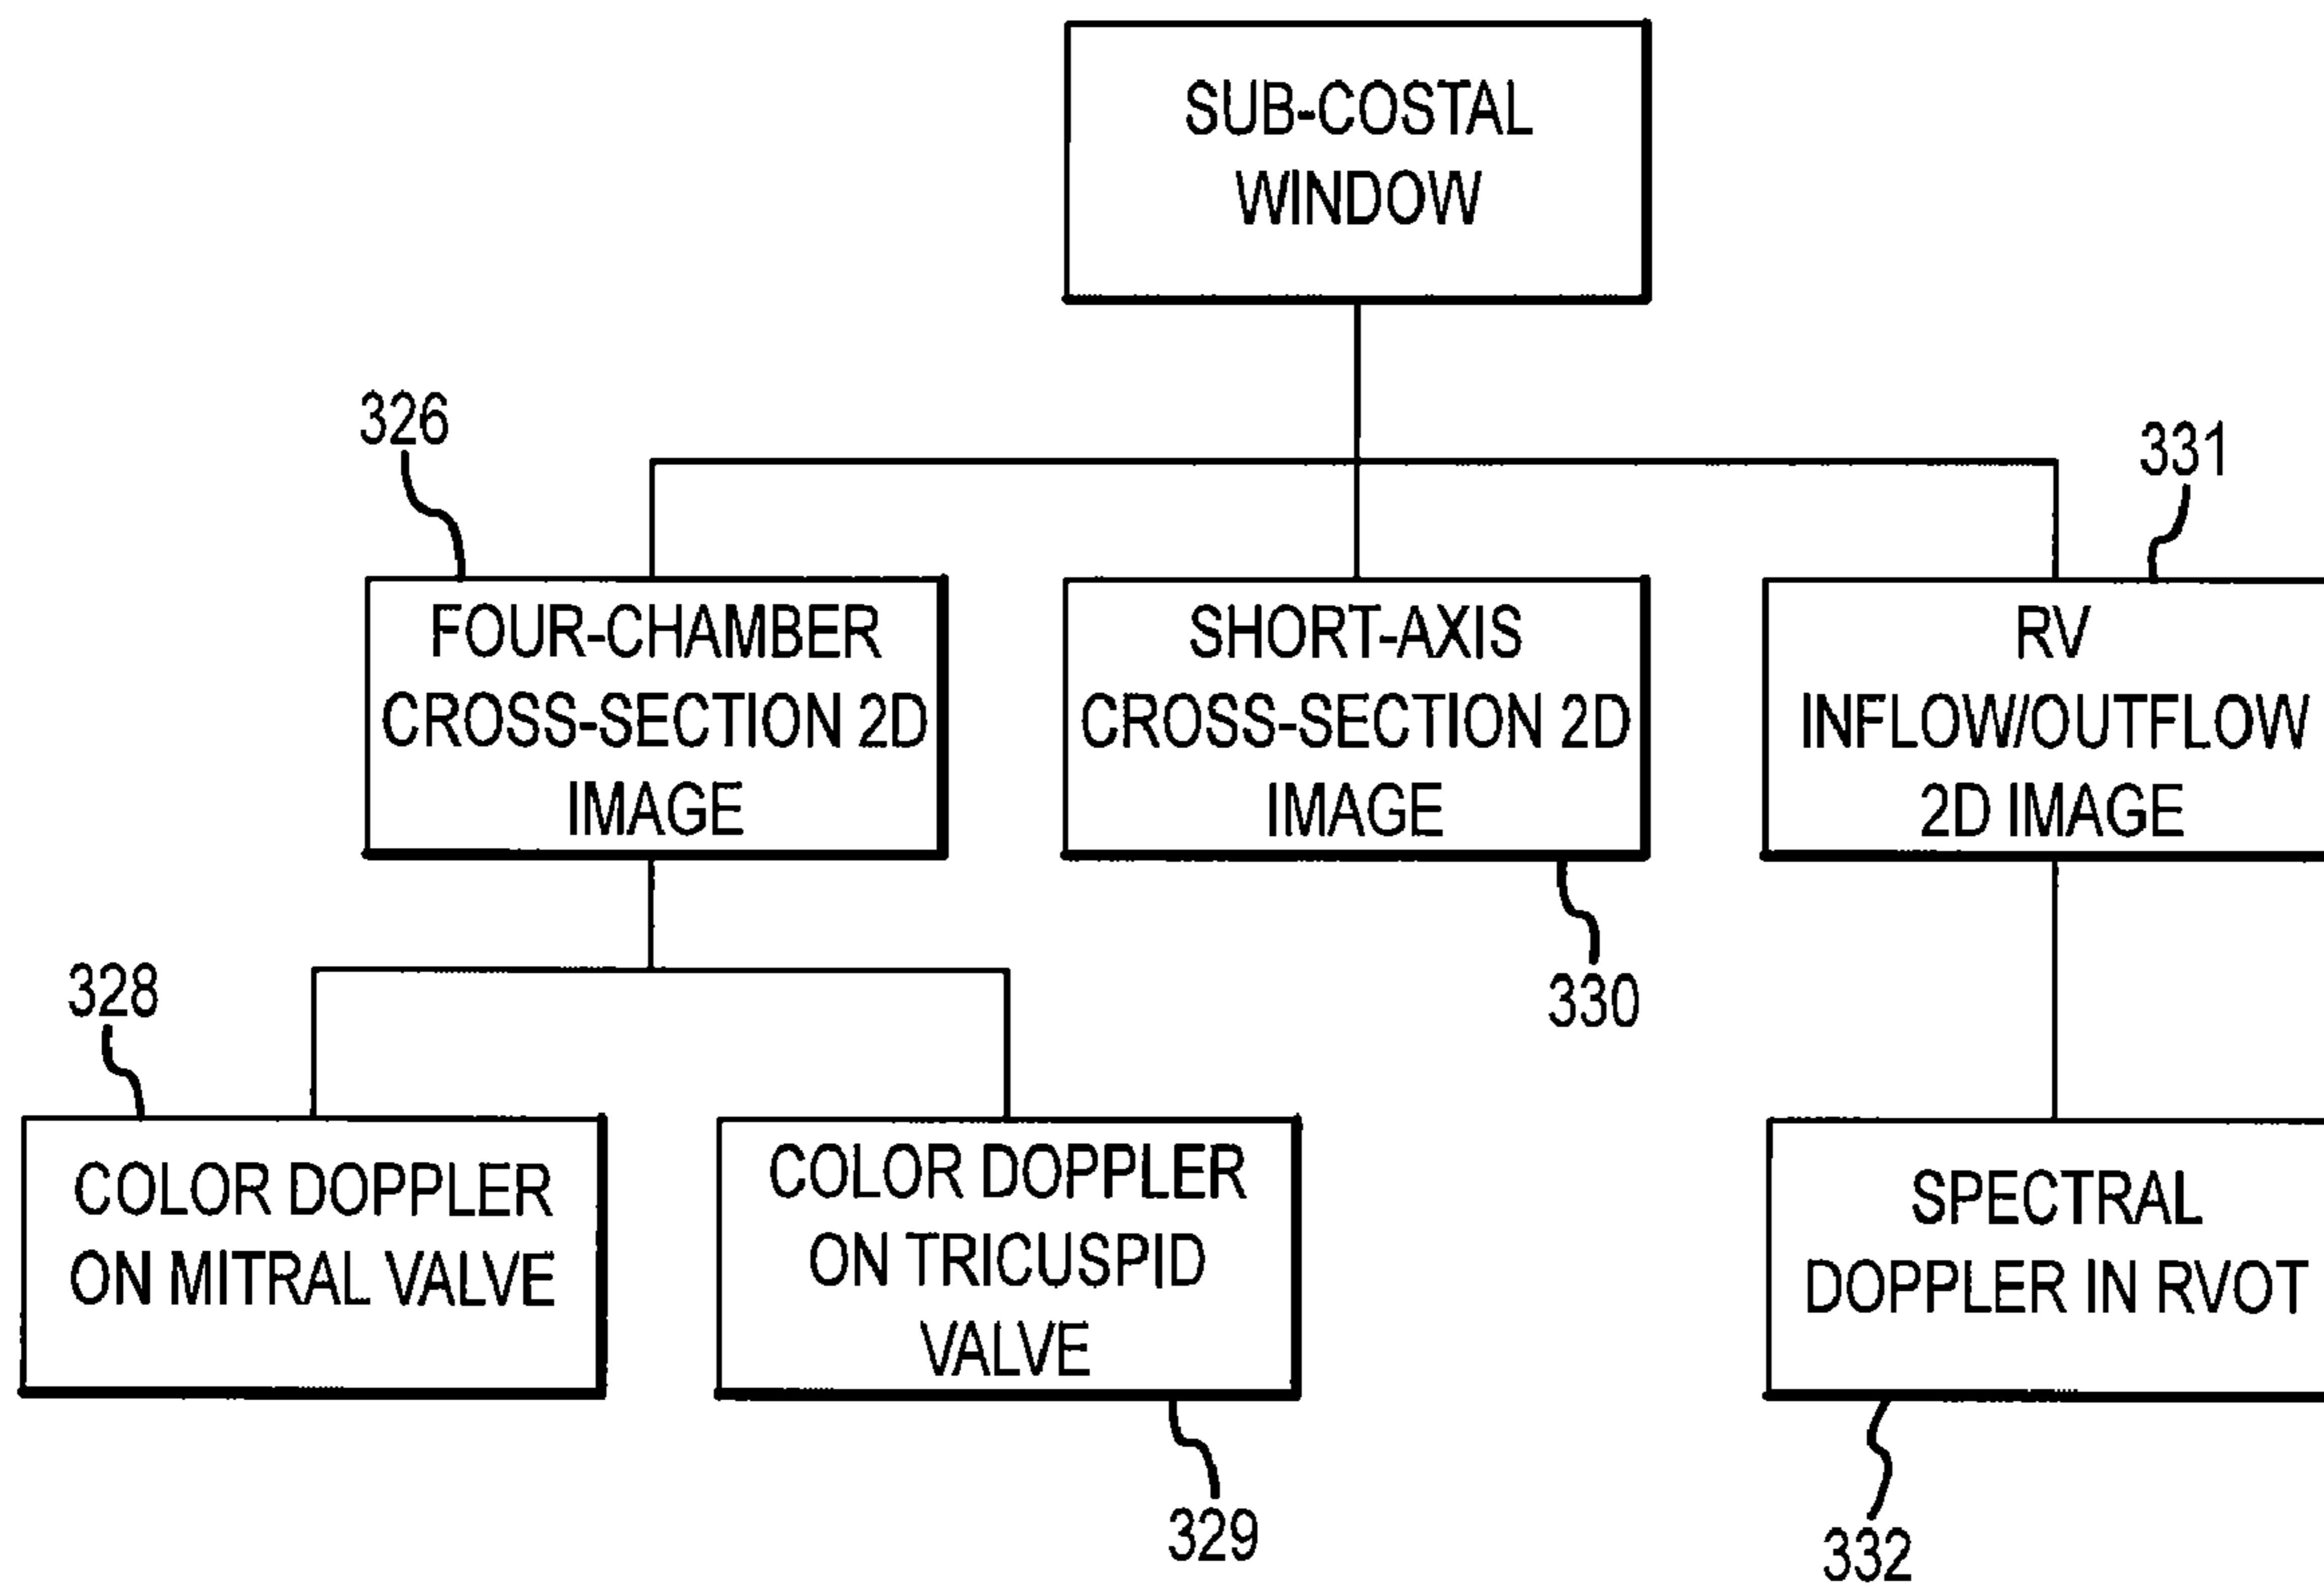 SUB-COSTAL
WINDOW
326
331
FOUR-CHAMBER
CROSS-SECTION 2D
IMAGE
SHORT-AXIS
CROSS-SECTION 2D
IMAGE
RV
INFLOW/OUTFLOW
2D IMAGE
328
330
COLOR DOPPLER
ON MITRAL VALVE
COLOR DOPPLER
ON TRICUSPID
VALVE
SPECTRAL
DOPPLER IN RVOT
329
332